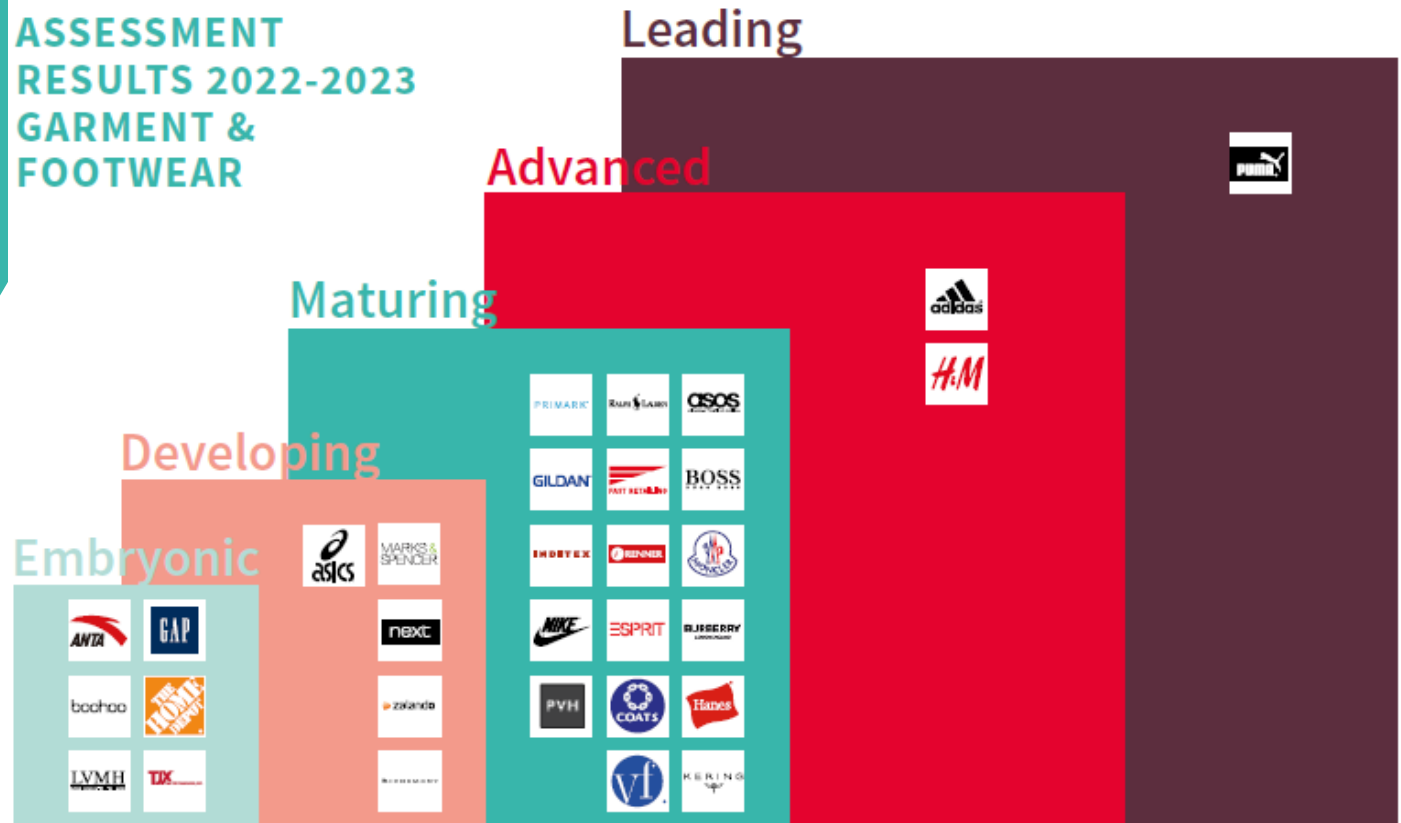 ASSESSMENT
RESULTS 2022-2023
GARMENT &
FOOTWEAR
Leading
PUMA
Advanced
adidas
H&M
Maturing
PRIMARK RALPH LAUREN asos
GILDAN FAST RETAILING BOSS
INDITEX RENNER MONCLER
NIKE ESPRIT BURBERRY
PVH COATS Hanes
vf KERING
Developing
asics MARKS & SPENCER
next
zalando
Embryonic
ANTA GAP
boohoo THE HOME DEPOT
LVMH TJX